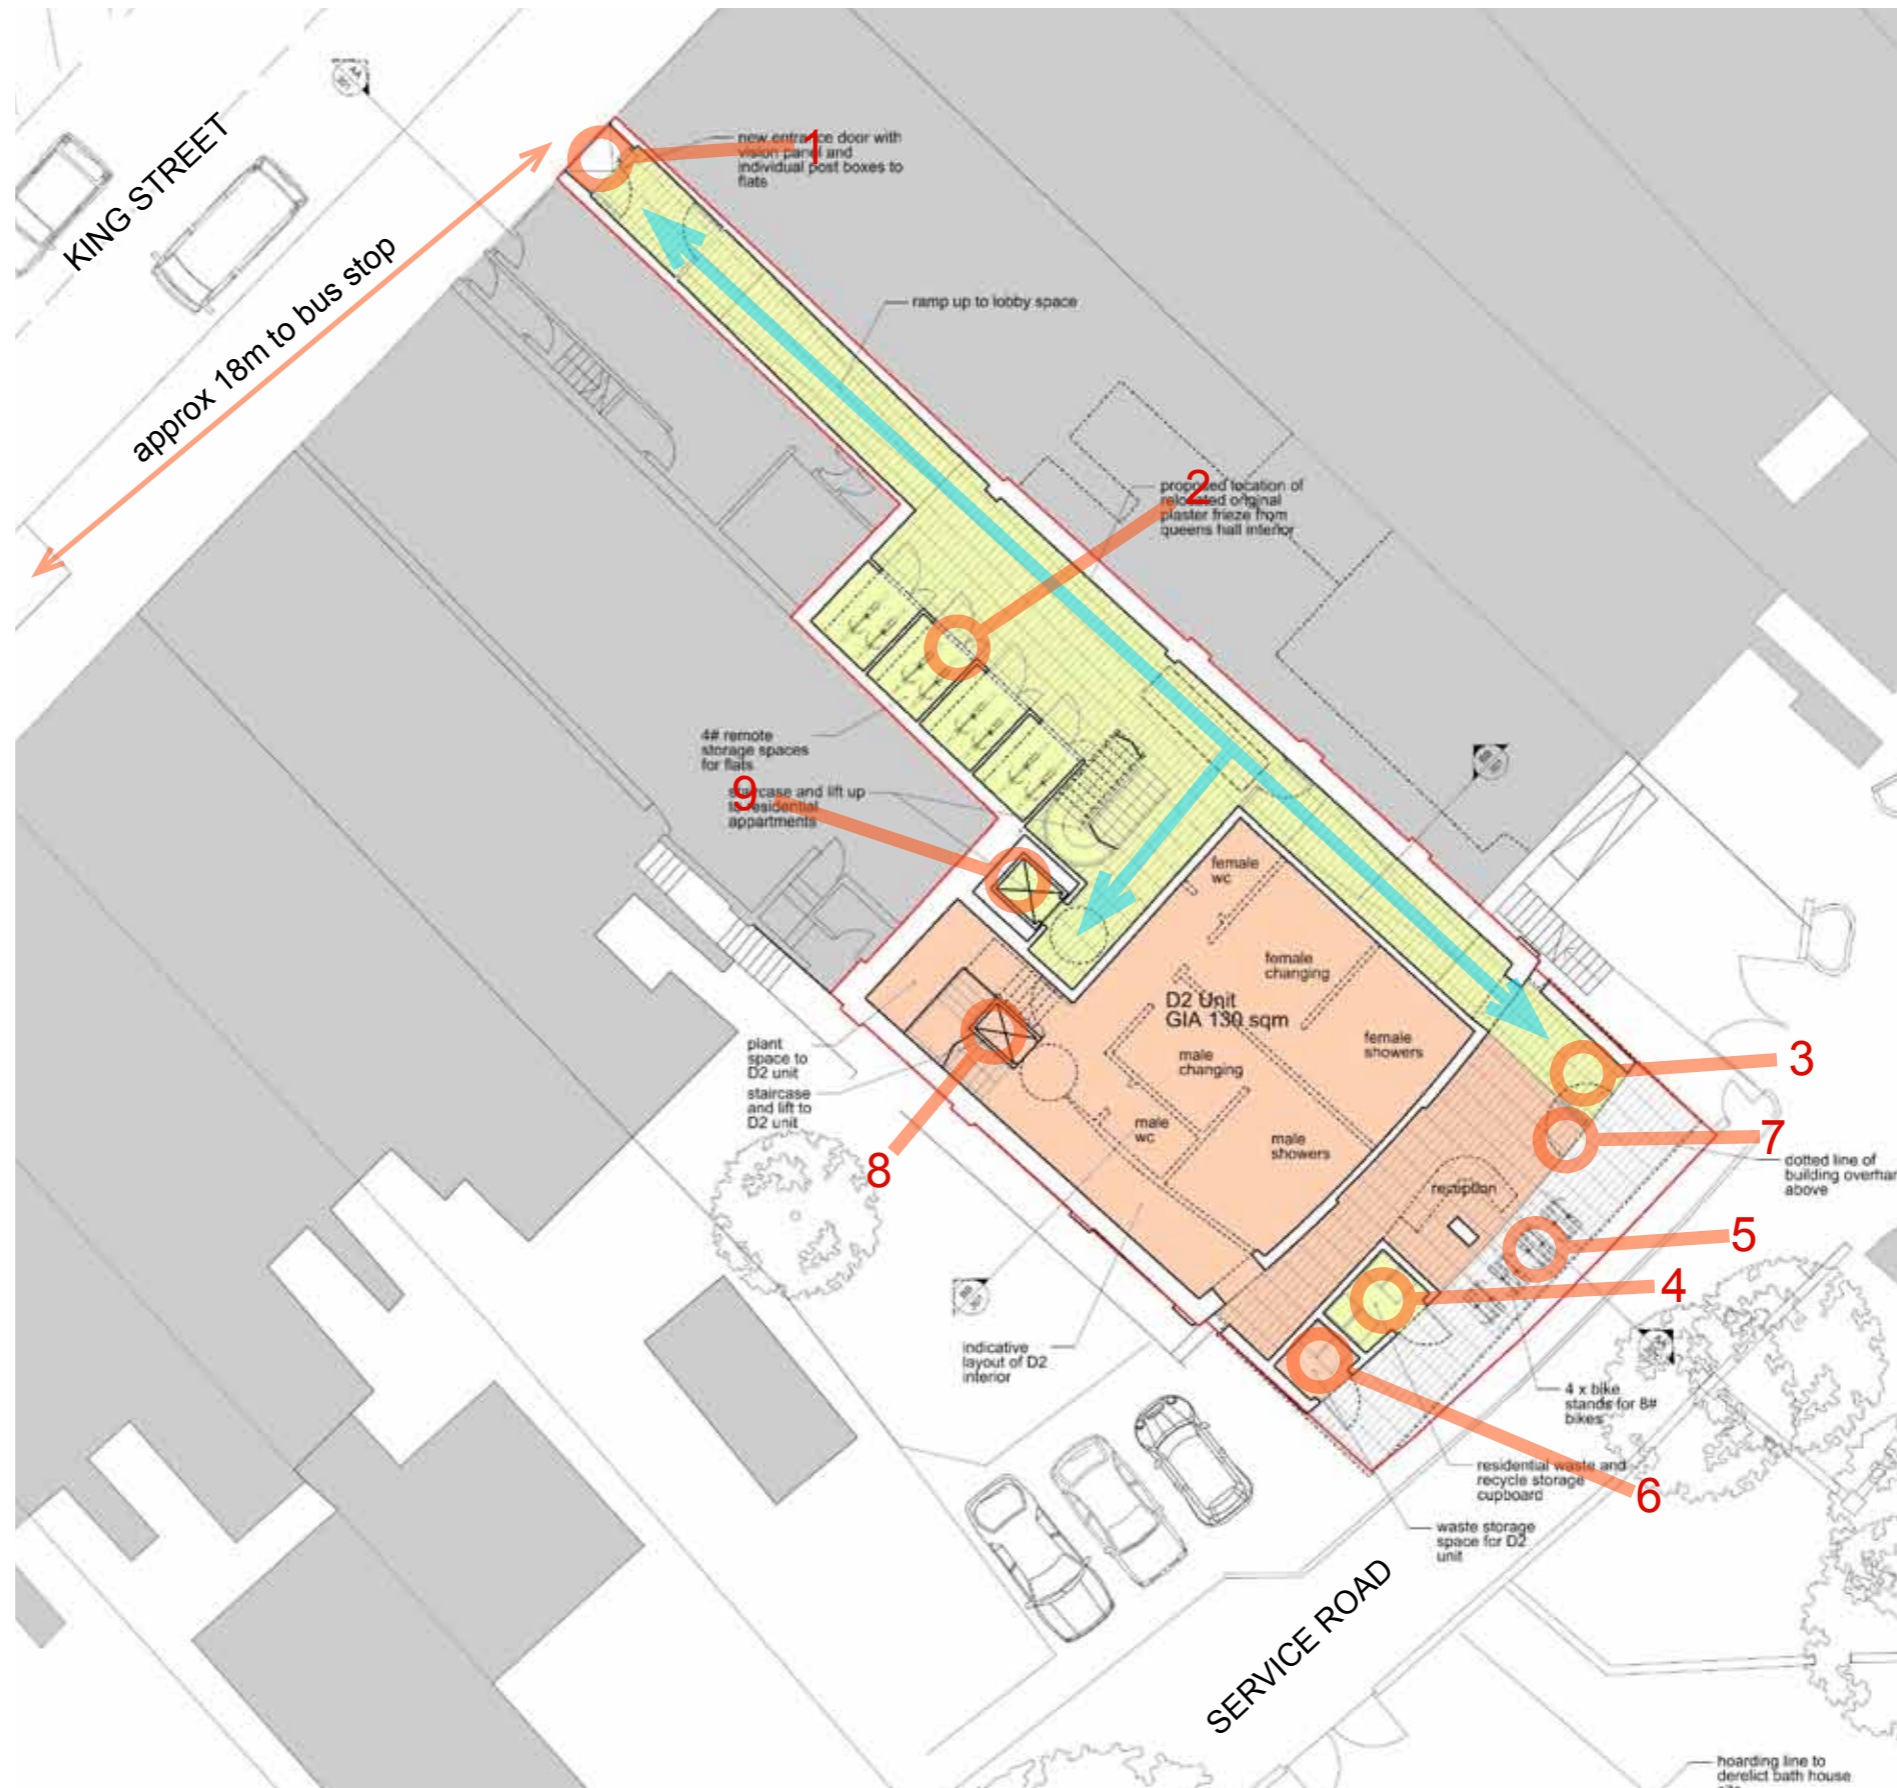 KING STREET
approx 18m to bus stop
1
new entrance door with
vision panel and
individual post boxes to
flats
ramp up to lobby space
2
proposed location of
relocated original
plaster frieze from
queens hall interior
4# remote
storage spaces
for flats
9
staircase and lift up
to residential
appartments
female
wc
female
changing
D2 Unit
GIA 130 sqm
female
showers
male
changing
male
wc
male
showers
reception
plant
space to
D2 unit
staircase
and lift to
D2 unit
8
3
7
dotted line of
building overhan
above
5
4
indicative
layout of D2
interior
4 x bike
stands for 8#
bikes
residential waste and
recycle storage
cupboard
6
waste storage
space for D2
unit
SERVICE ROAD
hoarding line to
derelict bath house